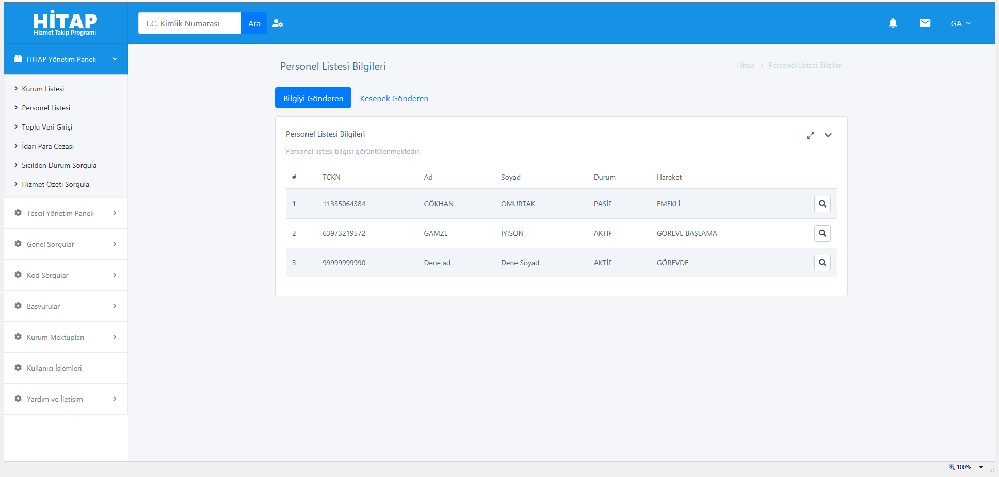 HİTAP
Hizmet Takip Programı
T.C. Kimlik Numarası Ara
GA
HİTAP Yönetim Paneli
Kurum Listesi
Personel Listesi
Toplu Veri Girişi
İdari Para Cezası
Sicilden Durum Sorgula
Hizmet Özeti Sorgula
Tescil Yönetim Paneli
Genel Sorgular
Kod Sorgular
Başvurular
Kurum Mektupları
Kullanıcı İşlemleri
Yardım ve İletişim
Personel Listesi Bilgileri
Hitap > Personel Listesi Bilgileri
Bilgiyi Gönderen Kesenek Gönderen
Personel Listesi Bilgileri
Personel listesi bilgisi görüntülenmektedir.
# TCKN Ad Soyad Durum Hareket
1 11335064384 GÖKHAN OMURTAK PASİF EMEKLİ
2 63973219572 GAMZE İYİSON AKTİF GÖREVE BAŞLAMA
3 99999999990 Dene ad Dene Soyad AKTİF GÖREVDE
100%